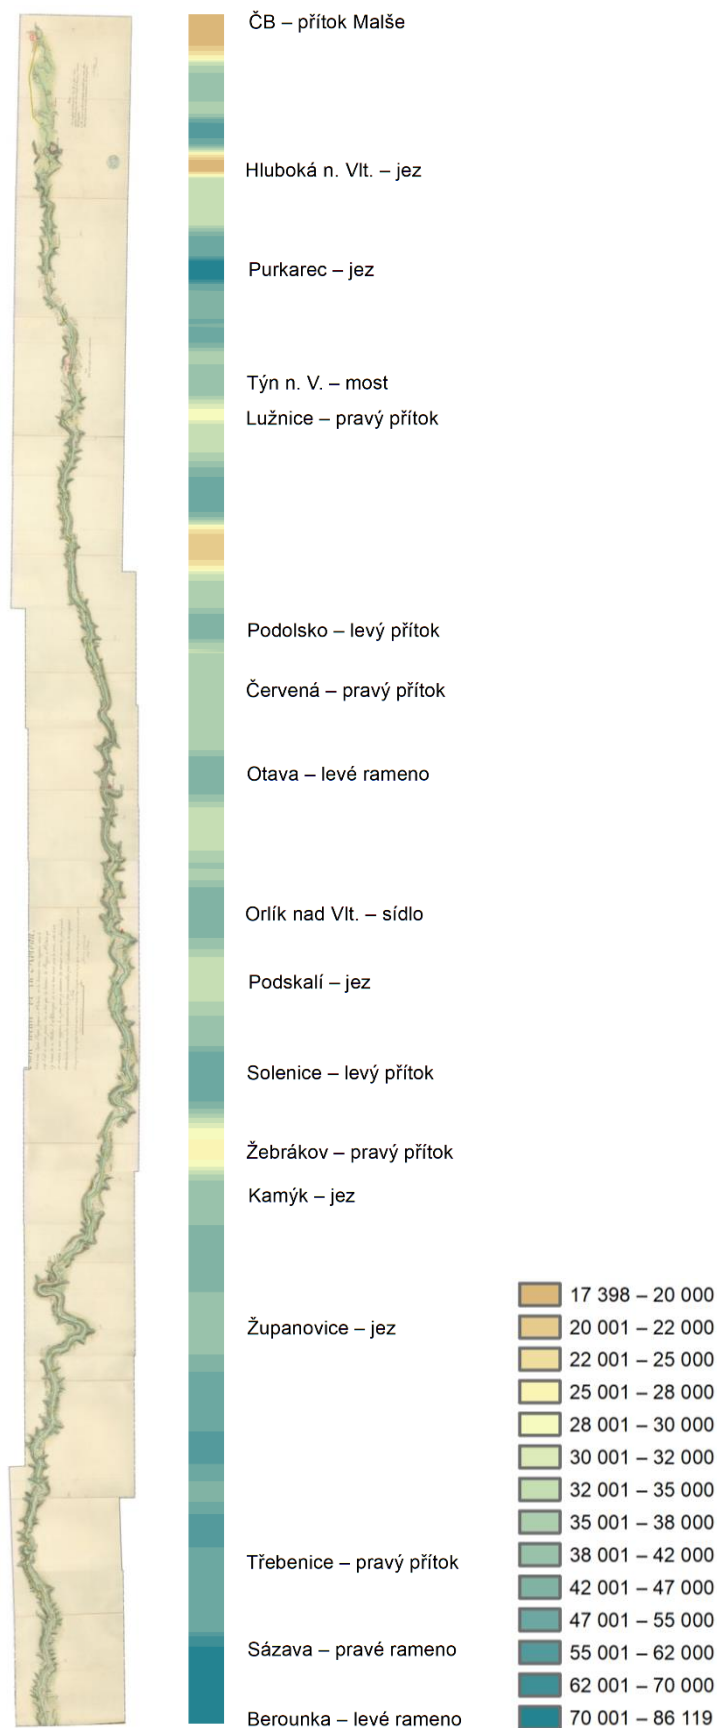 ČB – přítok Malše
Hluboká n. Vlt. – jez
Purkarec – jez
Týn n. V. – most
Lužnice – pravý přítok
Podolsko – levý přítok
Červená – pravý přítok
Otava – levé rameno
Orlík nad Vlt. – sídlo
Podskalí – jez
Solenice – levý přítok
Žebrákov – pravý přítok
Kamýk – jez
Županovice – jez
Třebenice – pravý přítok
Sázava – pravé rameno
Berounka – levé rameno
17 398 – 20 000
20 001 – 22 000
22 001 – 25 000
25 001 – 28 000
28 001 – 30 000
30 001 – 32 000
32 001 – 35 000
35 001 – 38 000
38 001 – 42 000
42 001 – 47 000
47 001 – 55 000
55 001 – 62 000
62 001 – 70 000
70 001 – 86 119